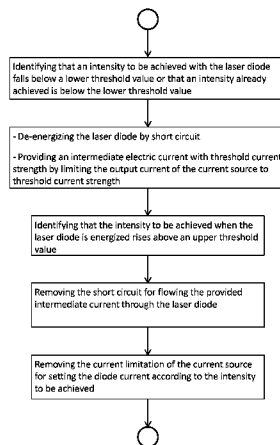 Identifying that an intensity to be achieved with the laser diode
falls below a lower threshold value or that an intensity already
achieved is below the lower threshold value
- De-energizing the laser diode by short circuit
- Providing an intermediate electric current with threshold current
strength by limiting the output current of the current source to
threshold current strength
Identifying that the intensity to be achieved when the
laser diode is energized rises above an upper threshold
value
Removing the short circuit for flowing the provided
intermediate current through the laser diode
Removing the current limitation of the current source
for setting the diode current according to the intensity
to be achieved